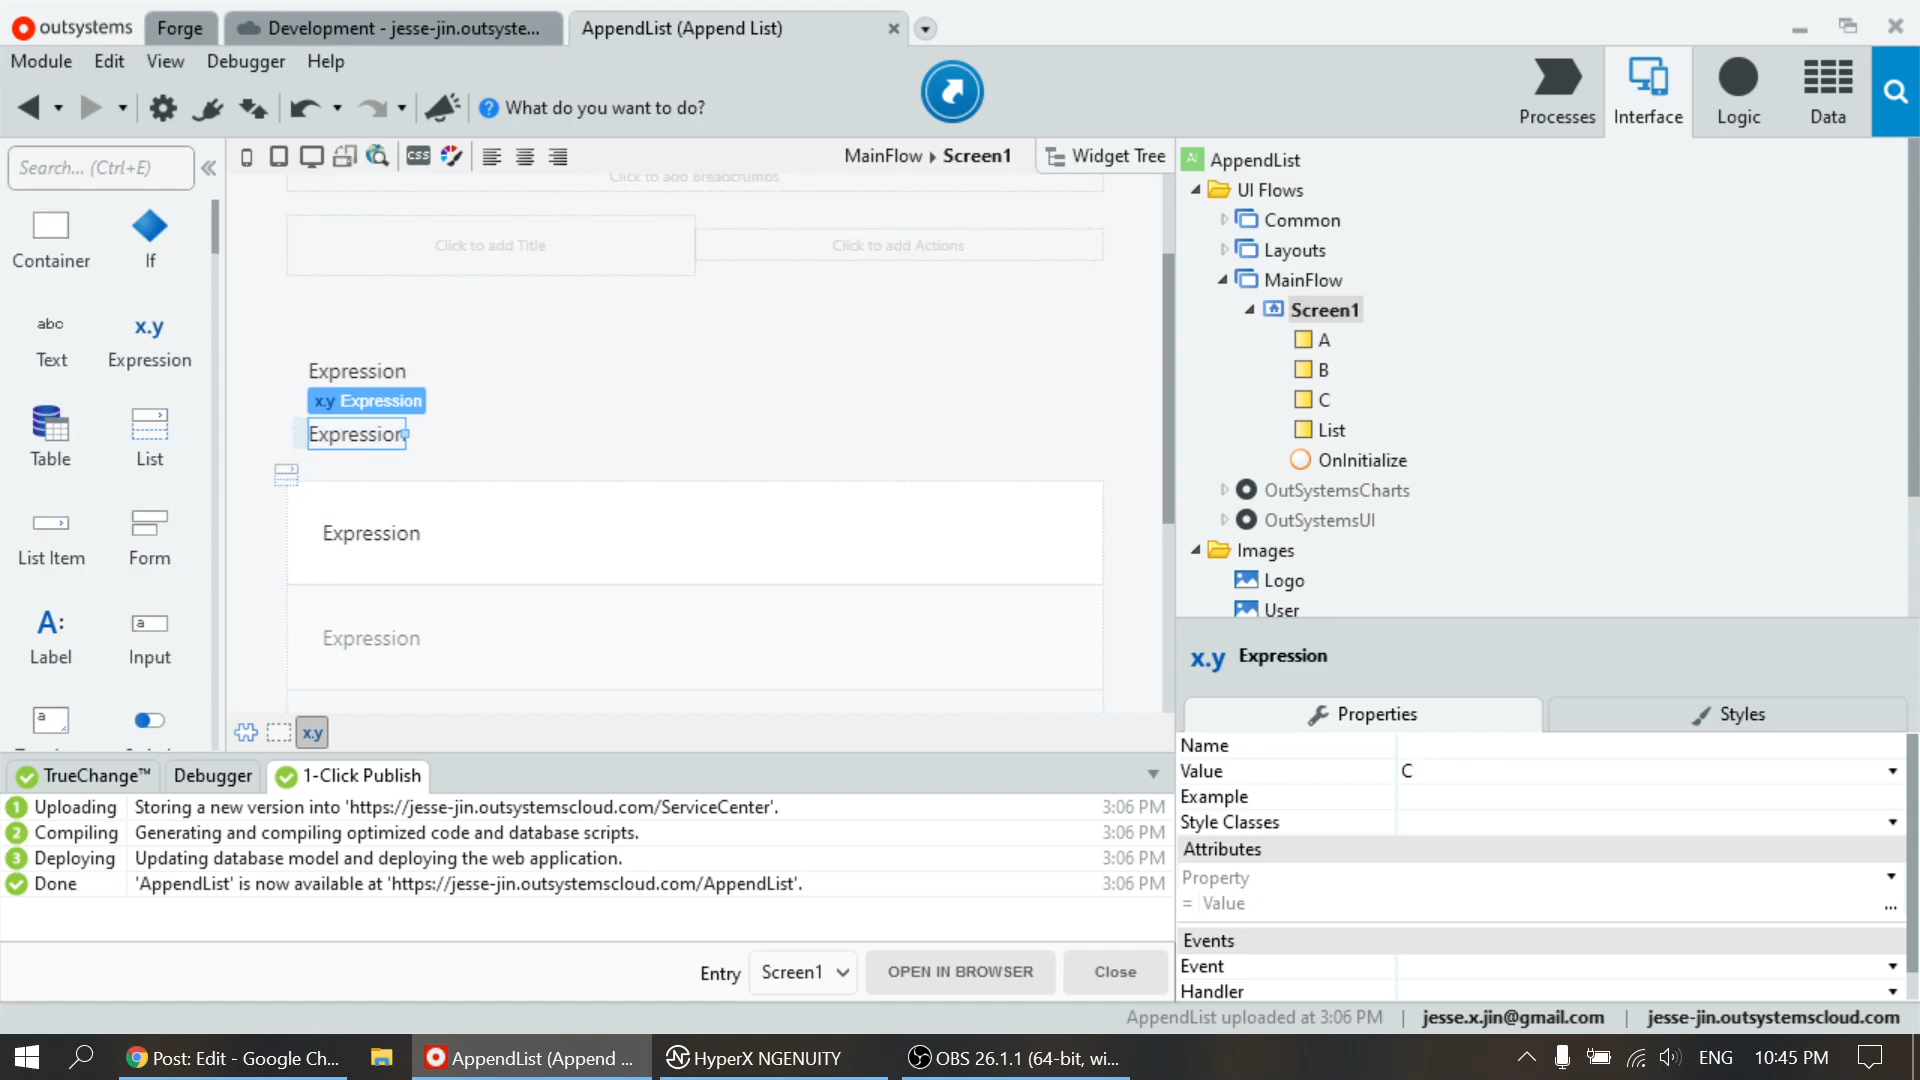 outsystems
Forge
Development - jesse-jin.outsyste...
AppendList (Append List)
Module Edit View Debugger Help
What do you want to do?
Processes Interface Logic Data
Search... (Ctrl+E)
css
MainFlow Screen1
Widget Tree
Click to add Breadcrumbs
Click to add Title
Click to add Actions
Container
If
abc
x.y
Text
Expression
Table
List
List Item
Form
A:
a
Label
Input
a
Expression
x.y Expression
Expression
Expression
Expression
x.y
AppendList
UI Flows
Common
Layouts
MainFlow
Screen1
A
B
C
List
OnInitialize
OutSystemsCharts
OutSystemsUI
Images
Logo
User
x.y Expression
Properties
Styles
Name
Value C
Example
Style Classes
Attributes
Property
= Value
...
Events
Event
Handler
TrueChange™ Debugger 1-Click Publish
1 Uploading Storing a new version into 'https://jesse-jin.outsystemscloud.com/ServiceCenter'. 3:06 PM
2 Compiling Generating and compiling optimized code and database scripts. 3:06 PM
3 Deploying Updating database model and deploying the web application. 3:06 PM
Done 'AppendList' is now available at 'https://jesse-jin.outsystemscloud.com/AppendList'. 3:06 PM
Entry Screen1 OPEN IN BROWSER Close
AppendList uploaded at 3:06 PM | jesse.x.jin@gmail.com | jesse-jin.outsystemscloud.com
Post: Edit - Google Ch...
AppendList (Append ...
HyperX NGENUITY
OBS 26.1.1 (64-bit, wi...
ENG
10:45 PM